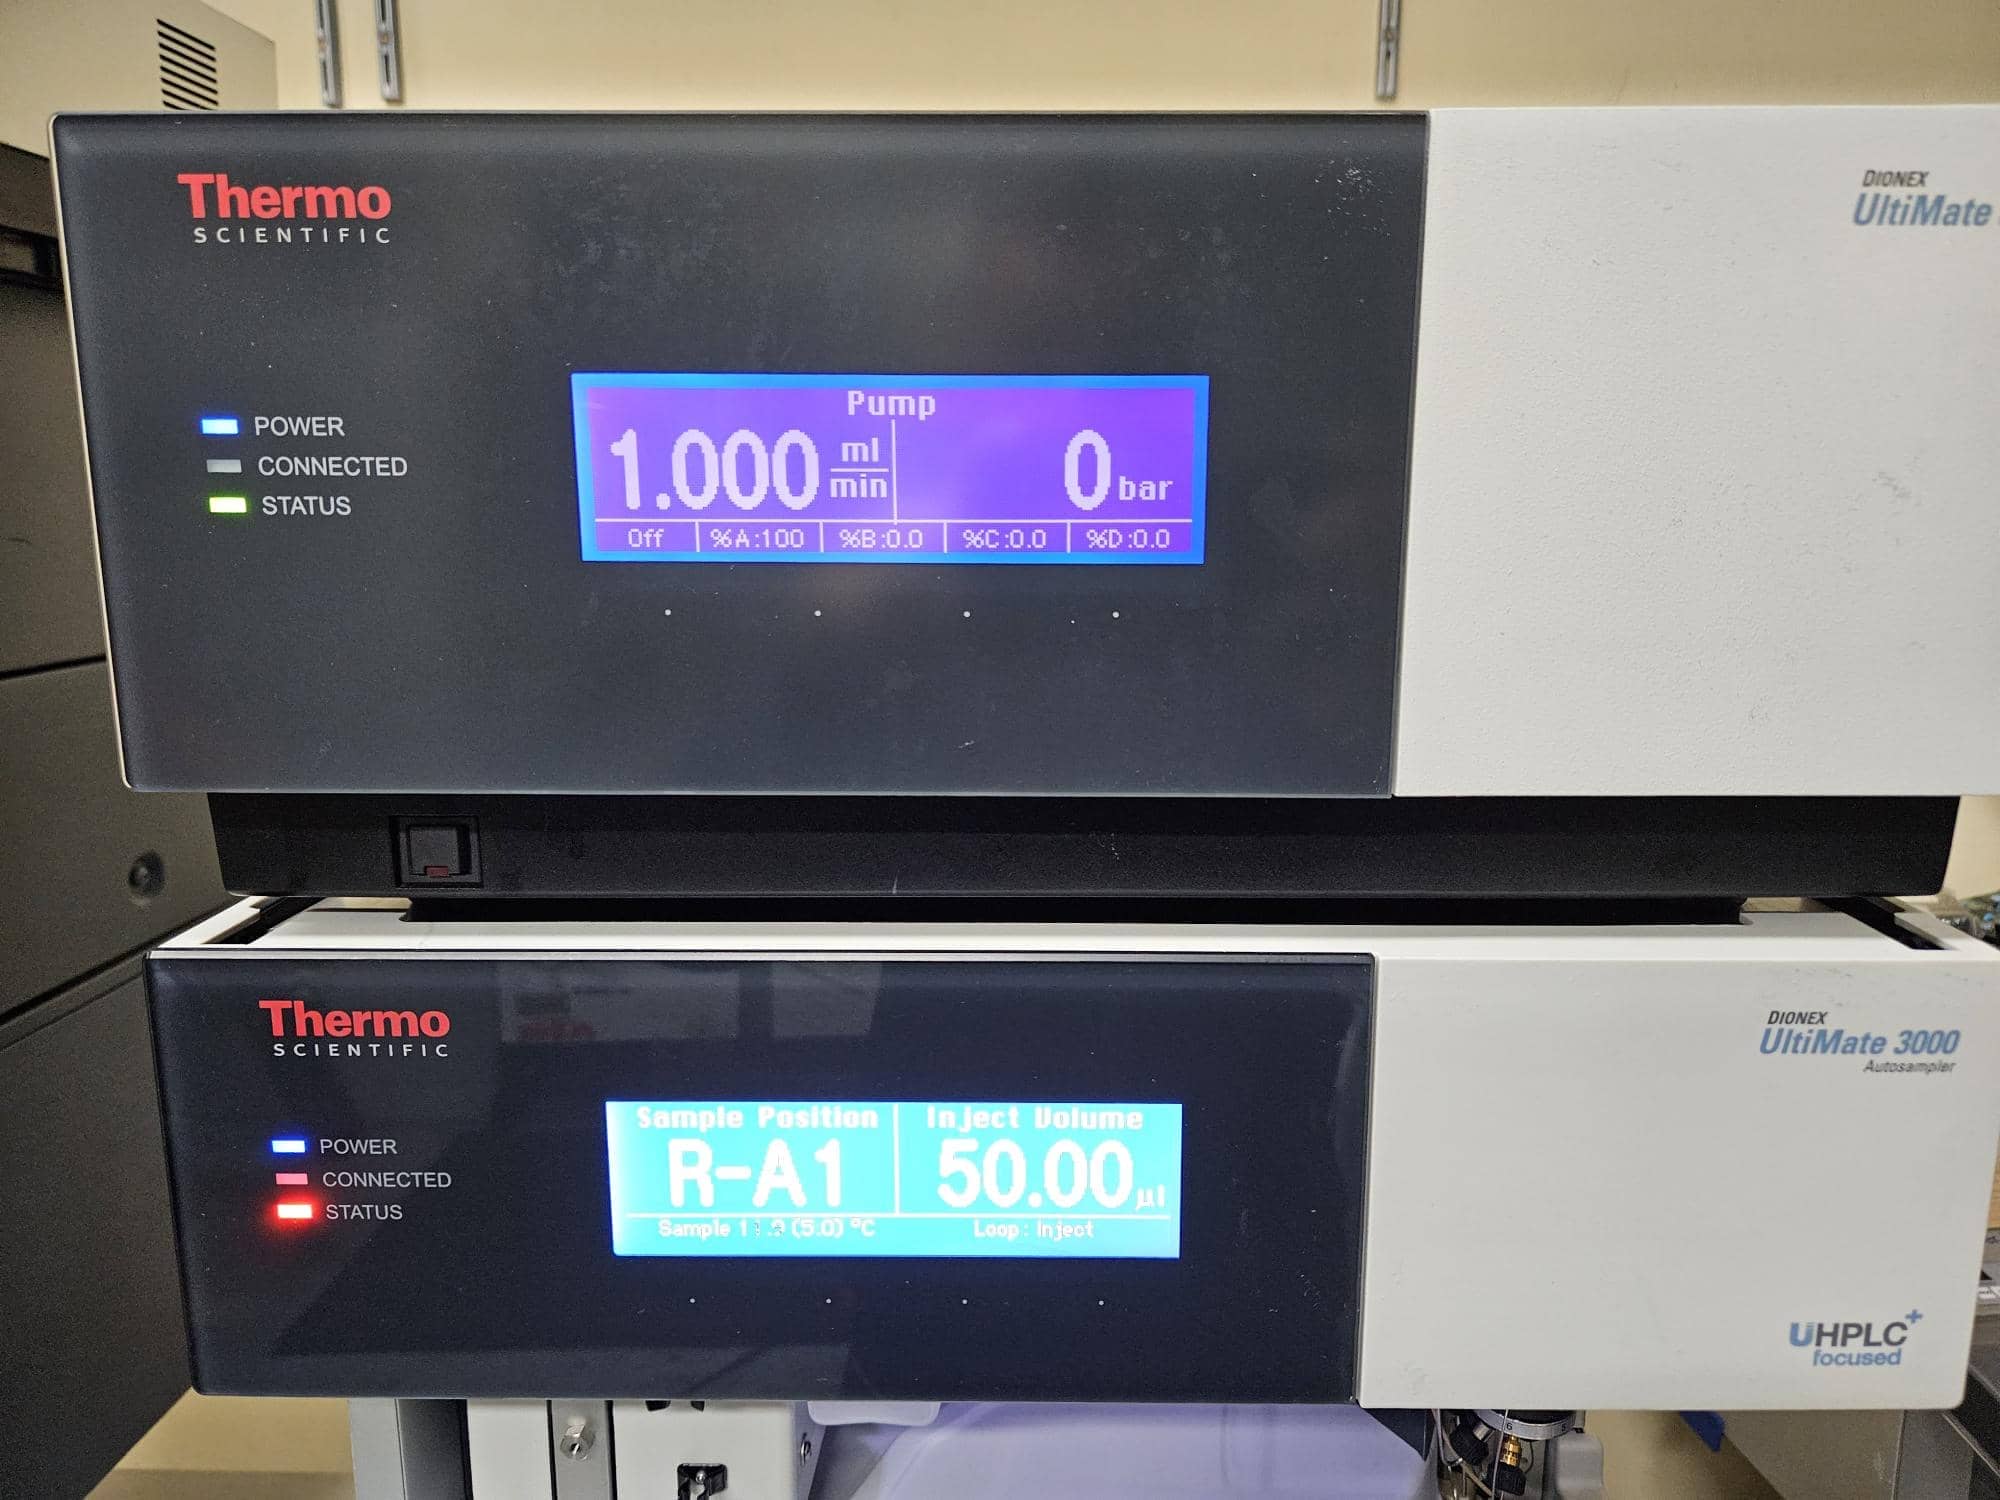 Thermo
SCIENTIFIC
DIONEX
UltiMate
POWER
CONNECTED
STATUS
Pump
1.000 ml/min
0 bar
Off %A:100 %B:0.0 %C:0.0 %D:0.0
Thermo
SCIENTIFIC
DIONEX
UltiMate 3000
Autosampler
POWER
CONNECTED
STATUS
Sample Position Inject Volume
R-A1 50.00 µl
Sample (5.0) °C Loop: Inject
UHPLC+
focused
6